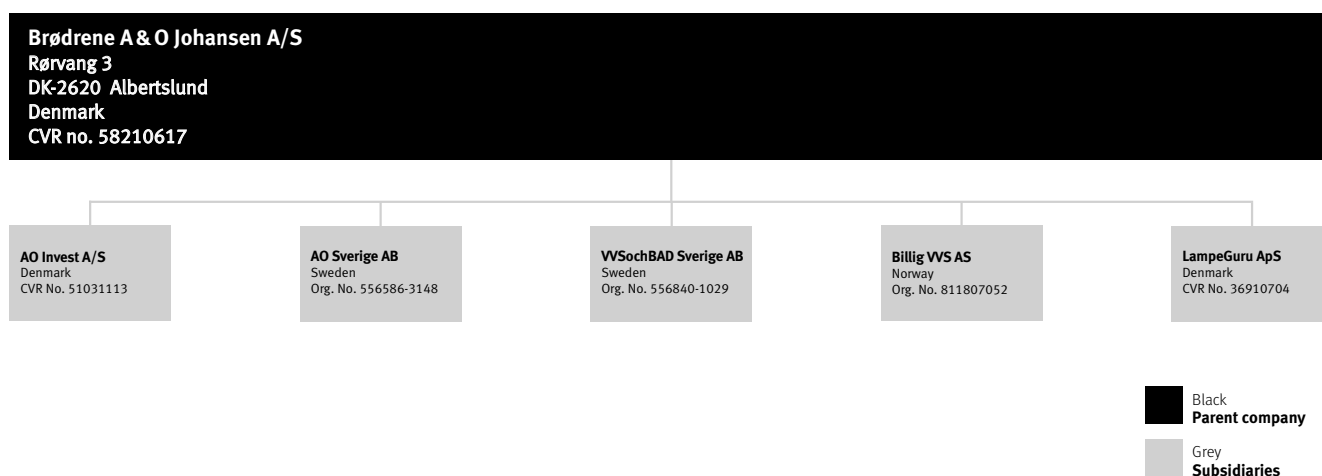 Brødrene A & O Johansen A/S
Rørvang 3
DK-2620 Albertslund
Denmark
CVR no. 58210617
AO Invest A/S
Denmark
CVR No. 51031113
AO Sverige AB
Sweden
Org. No. 556586-3148
VVSochBAD Sverige AB
Sweden
Org. No. 556840-1029
Billig VVS AS
Norway
Org. No. 811807052
LampeGuru ApS
Denmark
CVR No. 36910704
Black
Parent company
Grey
Subsidiaries